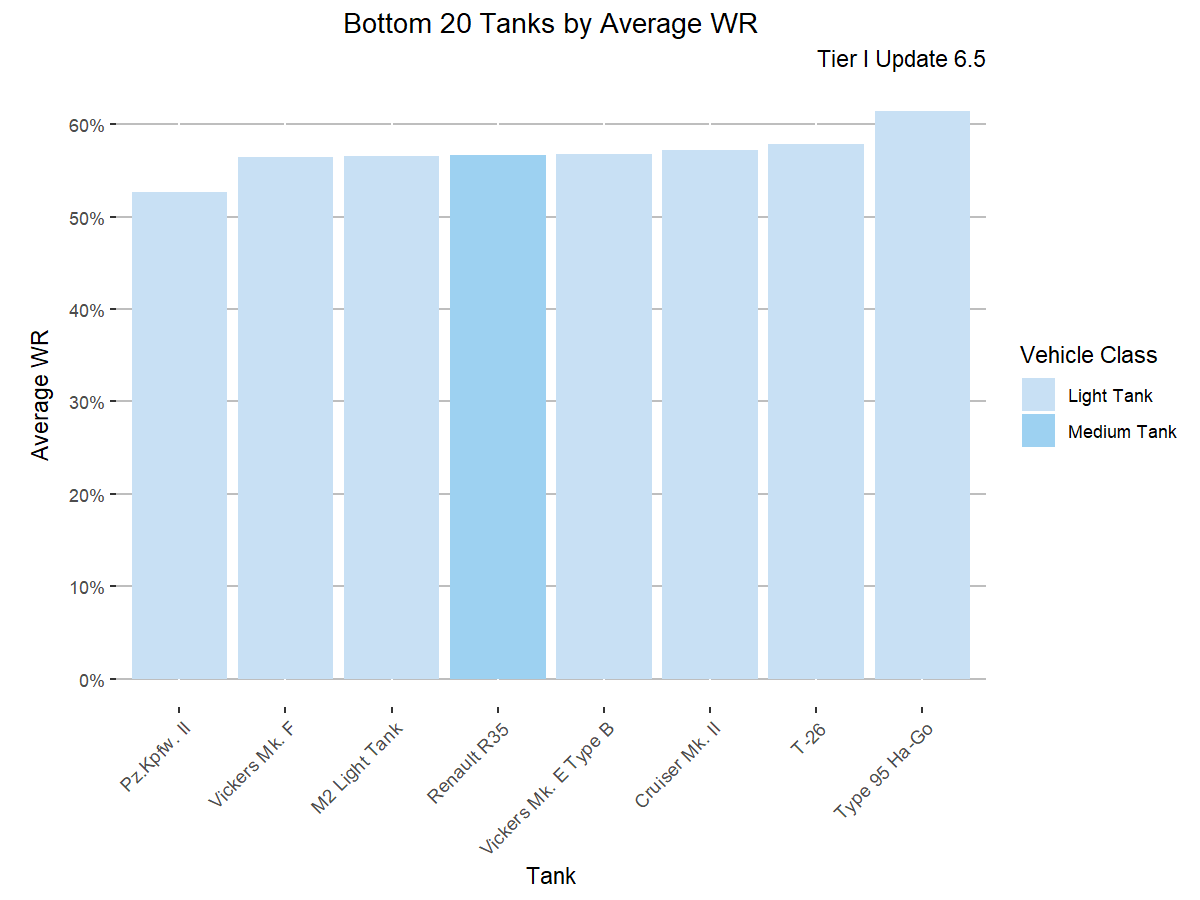 Bottom 20 Tanks by Average WR
Tier I Update 6.5
Average WR
60%
50%
40%
30%
20%
10%
0%
Pz.Kpfw. II
Vickers Mk. F
M2 Light Tank
Renault R35
Vickers Mk. E Type B
Cruiser Mk. II
T-26
Type 95 Ha-Go
Tank
Vehicle Class
Light Tank
Medium Tank